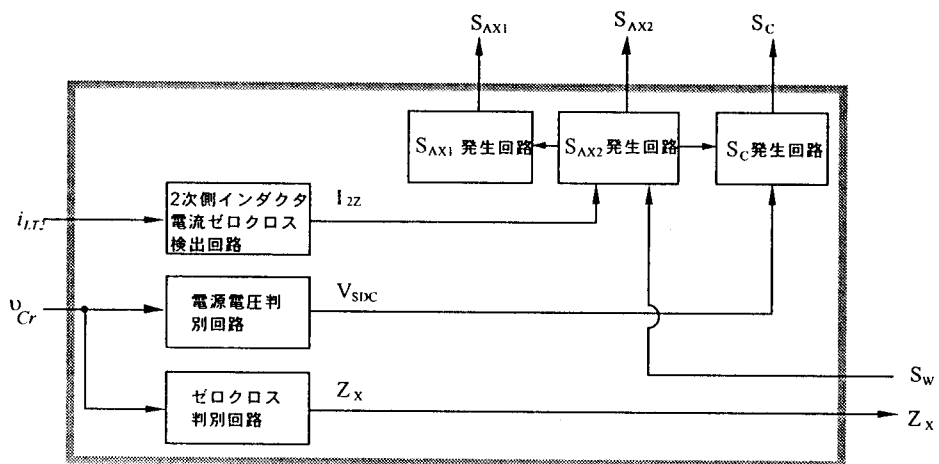 S_AX1 S_AX2 S_C
S_AX1 発生回路
S_AX2 発生回路
S_C 発生回路
2次側インダクタ
電流ゼロクロス
検出回路
I_2Z
i_LT2
電源電圧判
別回路
V_SDC
υ_Cr
ゼロクロス
判別回路
Z_X
S_W
Z_X